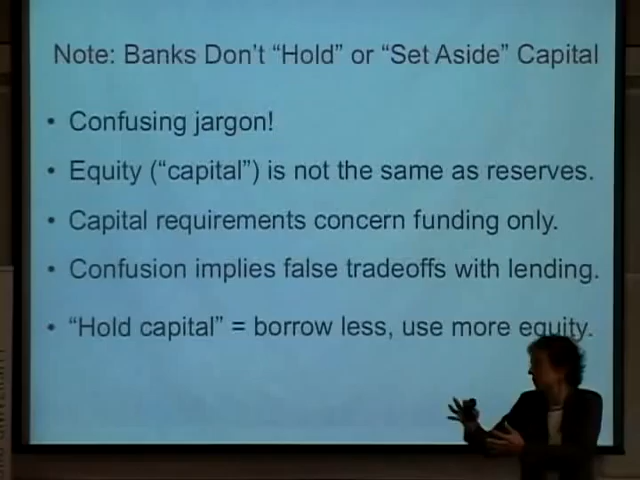 Note: Banks Don't "Hold" or "Set Aside" Capital
• Confusing jargon!
• Equity ("capital") is not the same as reserves.
• Capital requirements concern funding only.
• Confusion implies false tradeoffs with lending.
• "Hold capital" = borrow less, use more equity.